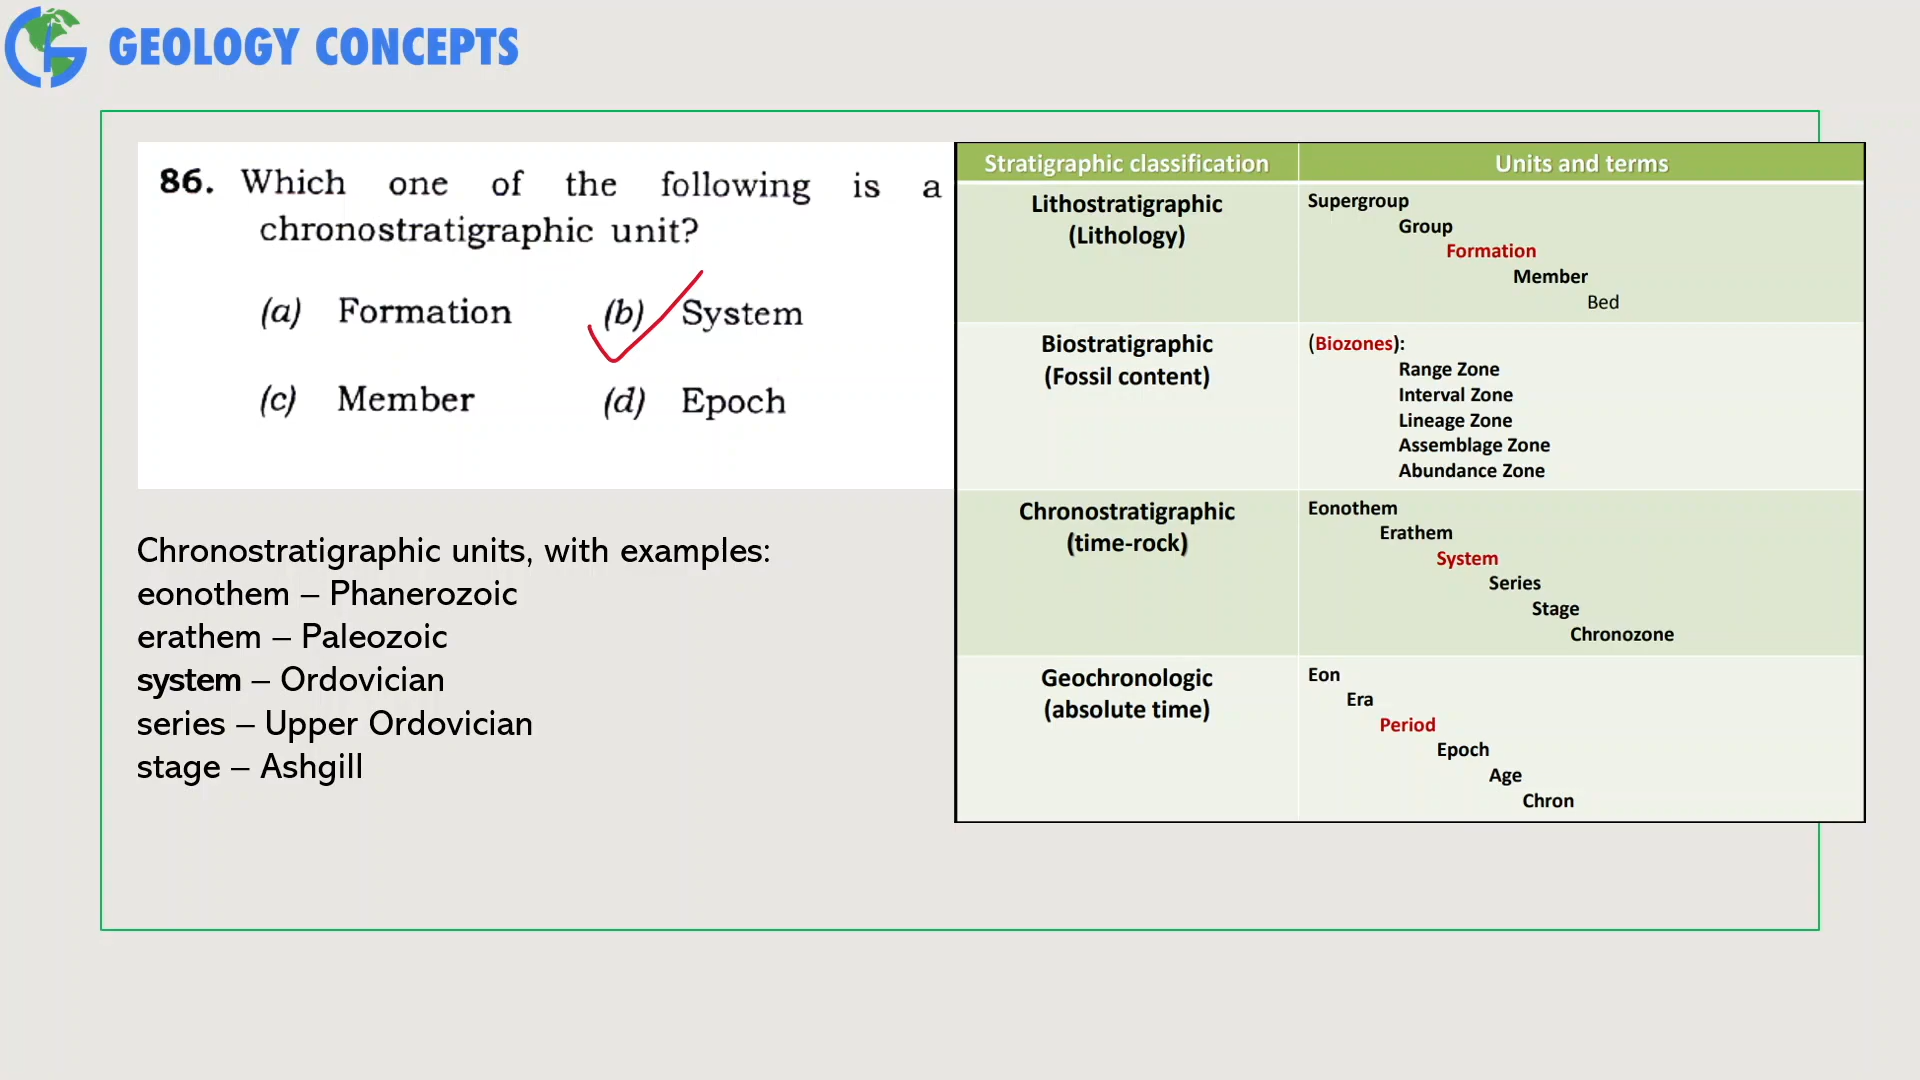 GEOLOGY CONCEPTS
86. Which one of the following is a
chronostratigraphic unit?
(a) Formation (b) System
(c) Member (d) Epoch
Chronostratigraphic units, with examples:
eonothem – Phanerozoic
erathem – Paleozoic
system – Ordovician
series – Upper Ordovician
stage – Ashgill
Stratigraphic classification Units and terms
Lithostratigraphic
(Lithology)
Supergroup
Group
Formation
Member
Bed
Biostratigraphic
(Fossil content)
(Biozones):
Range Zone
Interval Zone
Lineage Zone
Assemblage Zone
Abundance Zone
Chronostratigraphic
(time-rock)
Eonothem
Erathem
System
Series
Stage
Chronozone
Geochronologic
(absolute time)
Eon
Era
Period
Epoch
Age
Chron